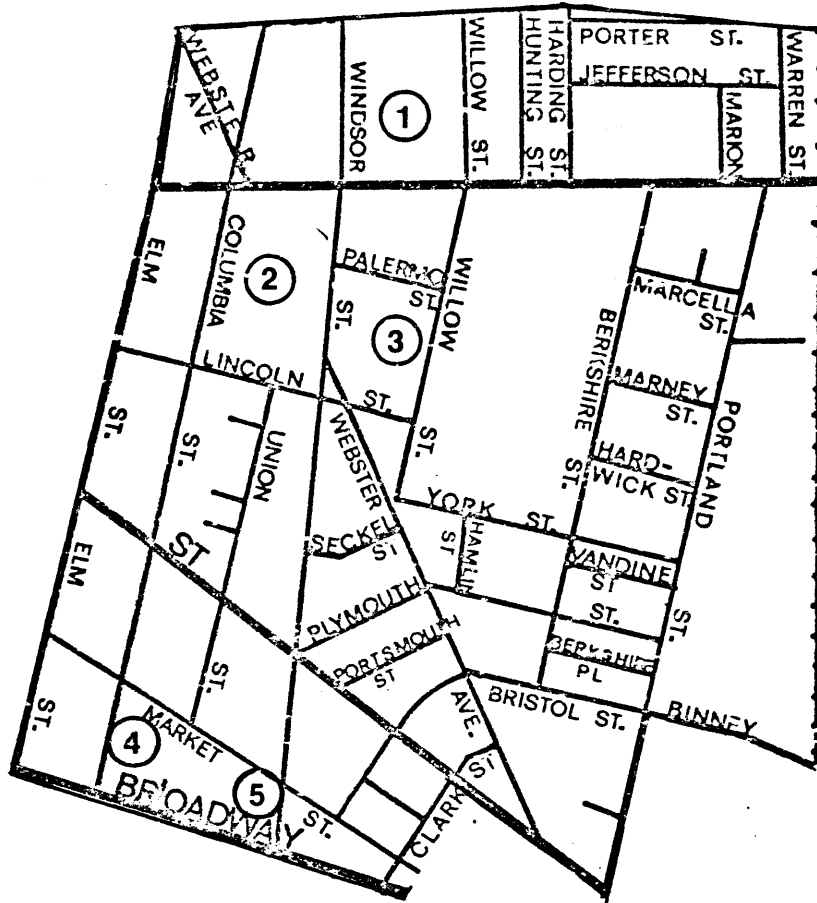 WEBSTER
AVE
WINDSOR
1
WILLOW ST.
HUNTING ST.
HARDING ST.
PORTER ST.
JEFFERSON ST.
MARION
WARREN ST.
ELM
COLUMBIA
2
PALERMO
ST.
ST.
3
WILLOW
BERKSHIRE
MARCELLA
ST.
LINCOLN
ST.
MARNEY
ST.
PORTLAND
ST.
ST.
UNION
WEBSTER
ST.
ST.
HARD-
WICK ST.
ELM
ST
SECKEL
ST
YORK ST.
HAMLIN
ST
VANDINE
ST
PLYMOUTH
ST.
ST.
PORTSMOUTH
ST
BERKSHIRE
PL
ST.
ST.
MARKET
4
AVE.
BRISTOL ST.
BINNEY
BROADWAY
5
ST.
CLARK ST